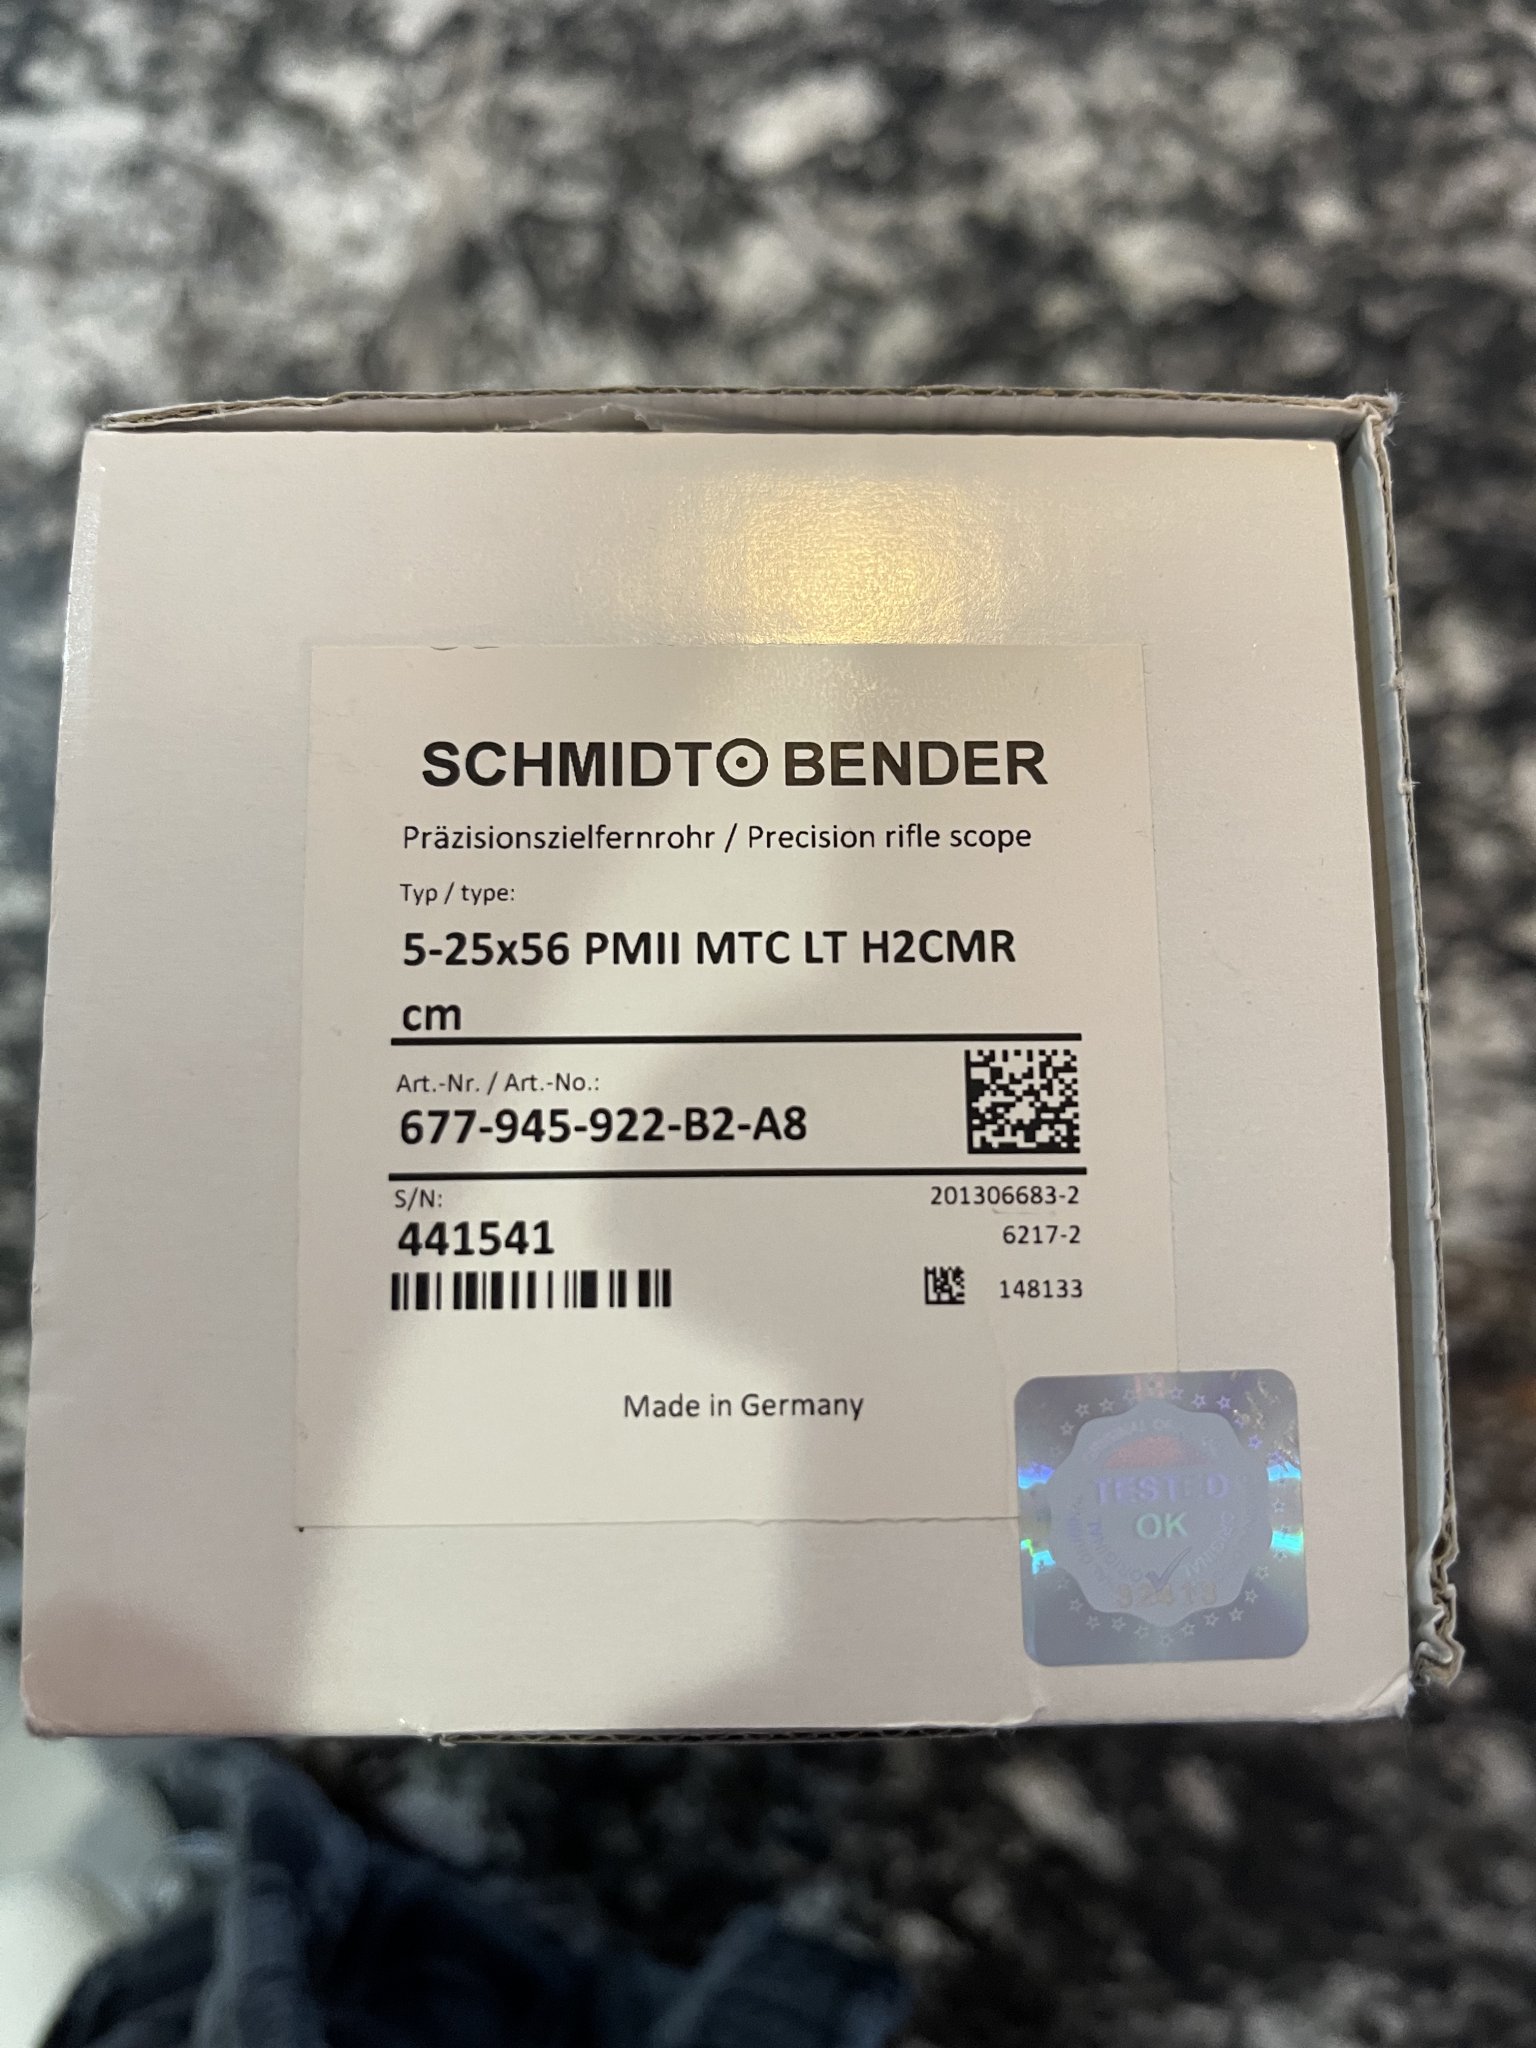 SCHMIDT BENDER
Präzisionszielfernrohr / Precision rifle scope
Typ / type:
5-25x56 PMII MTC LT H2CMR
cm
Art.-Nr. / Art.-No.:
677-945-922-B2-A8
S/N:
201306683-2
441541
6217-2
148133
Made in Germany
TESTED
OK